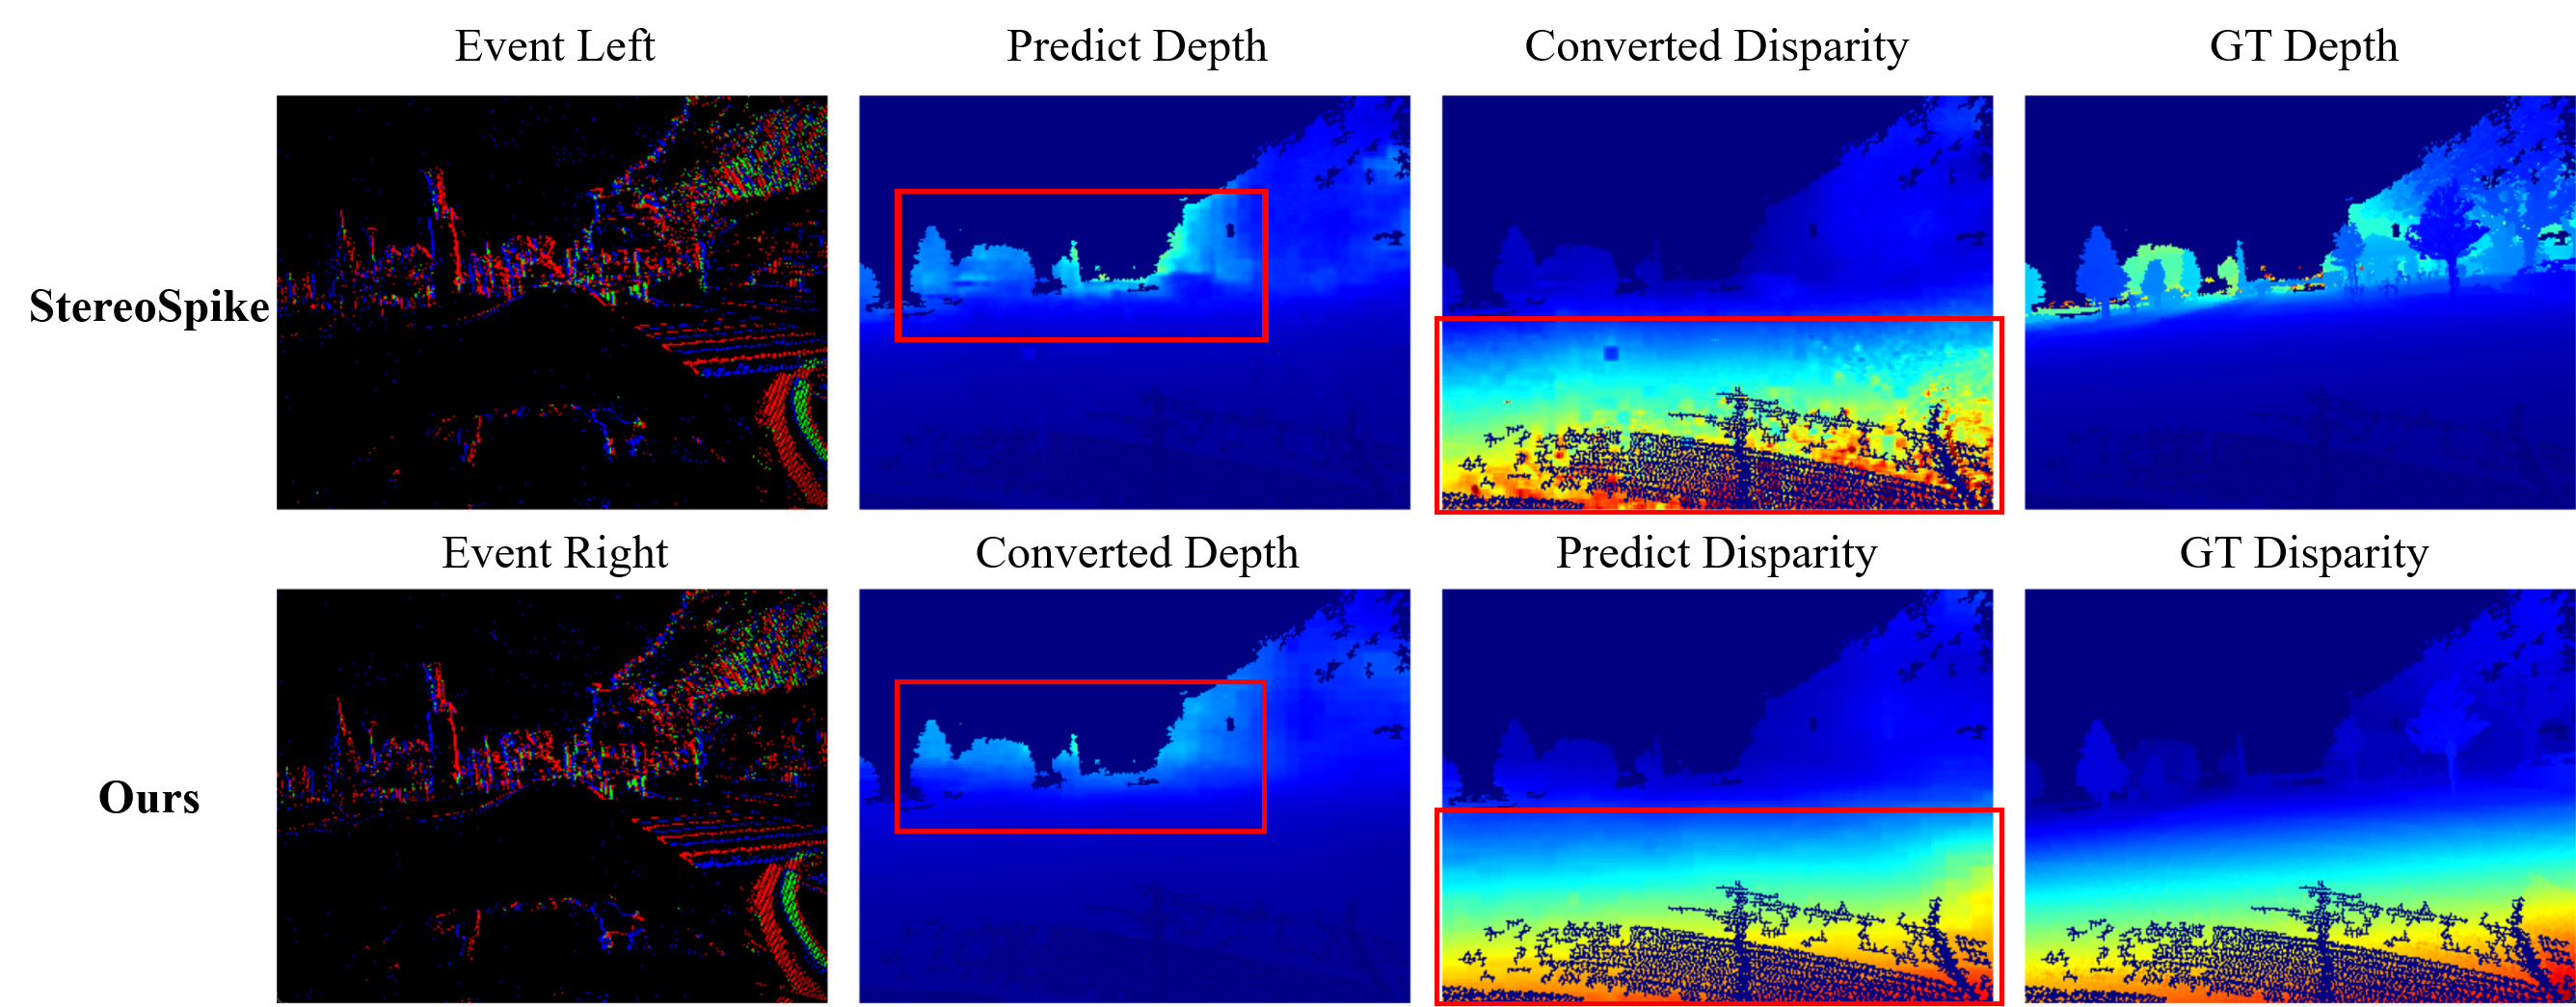 Event Left
Predict Depth
Converted Disparity
GT Depth
StereoSpike
Event Right
Converted Depth
Predict Disparity
GT Disparity
Ours